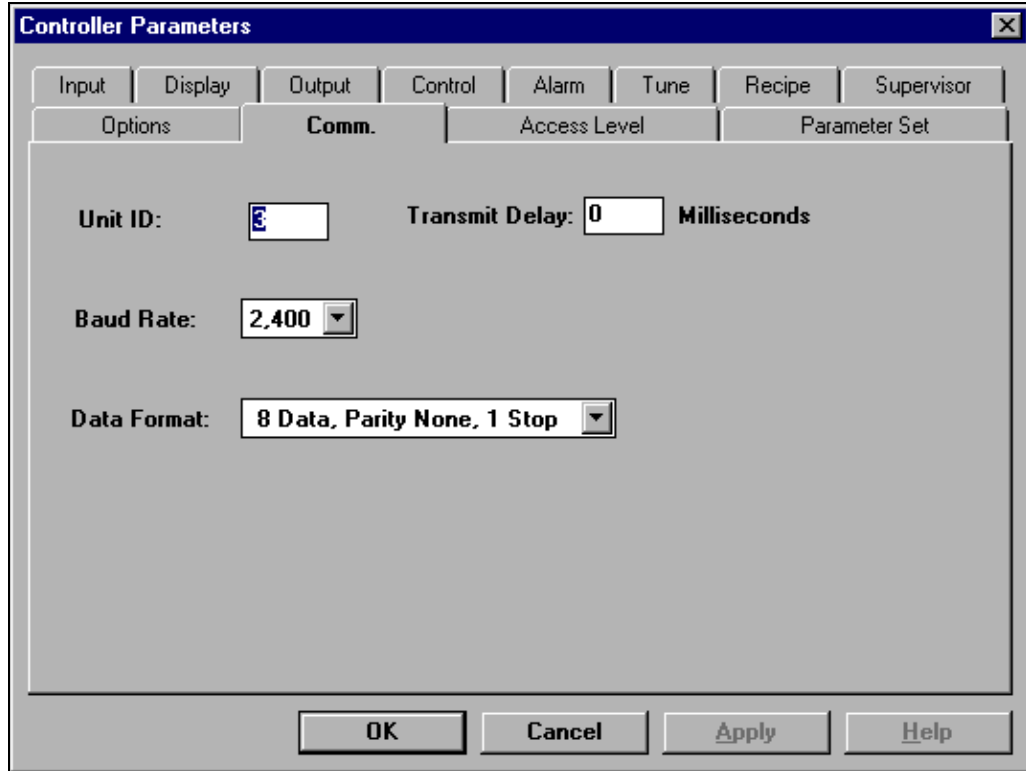 Controller Parameters
Input Display Output Control Alarm Tune Recipe Supervisor
Options Comm. Access Level Parameter Set
Unit ID: 3 Transmit Delay: 0 Milliseconds
Baud Rate: 2,400
Data Format: 8 Data, Parity None, 1 Stop
OK Cancel Apply Help